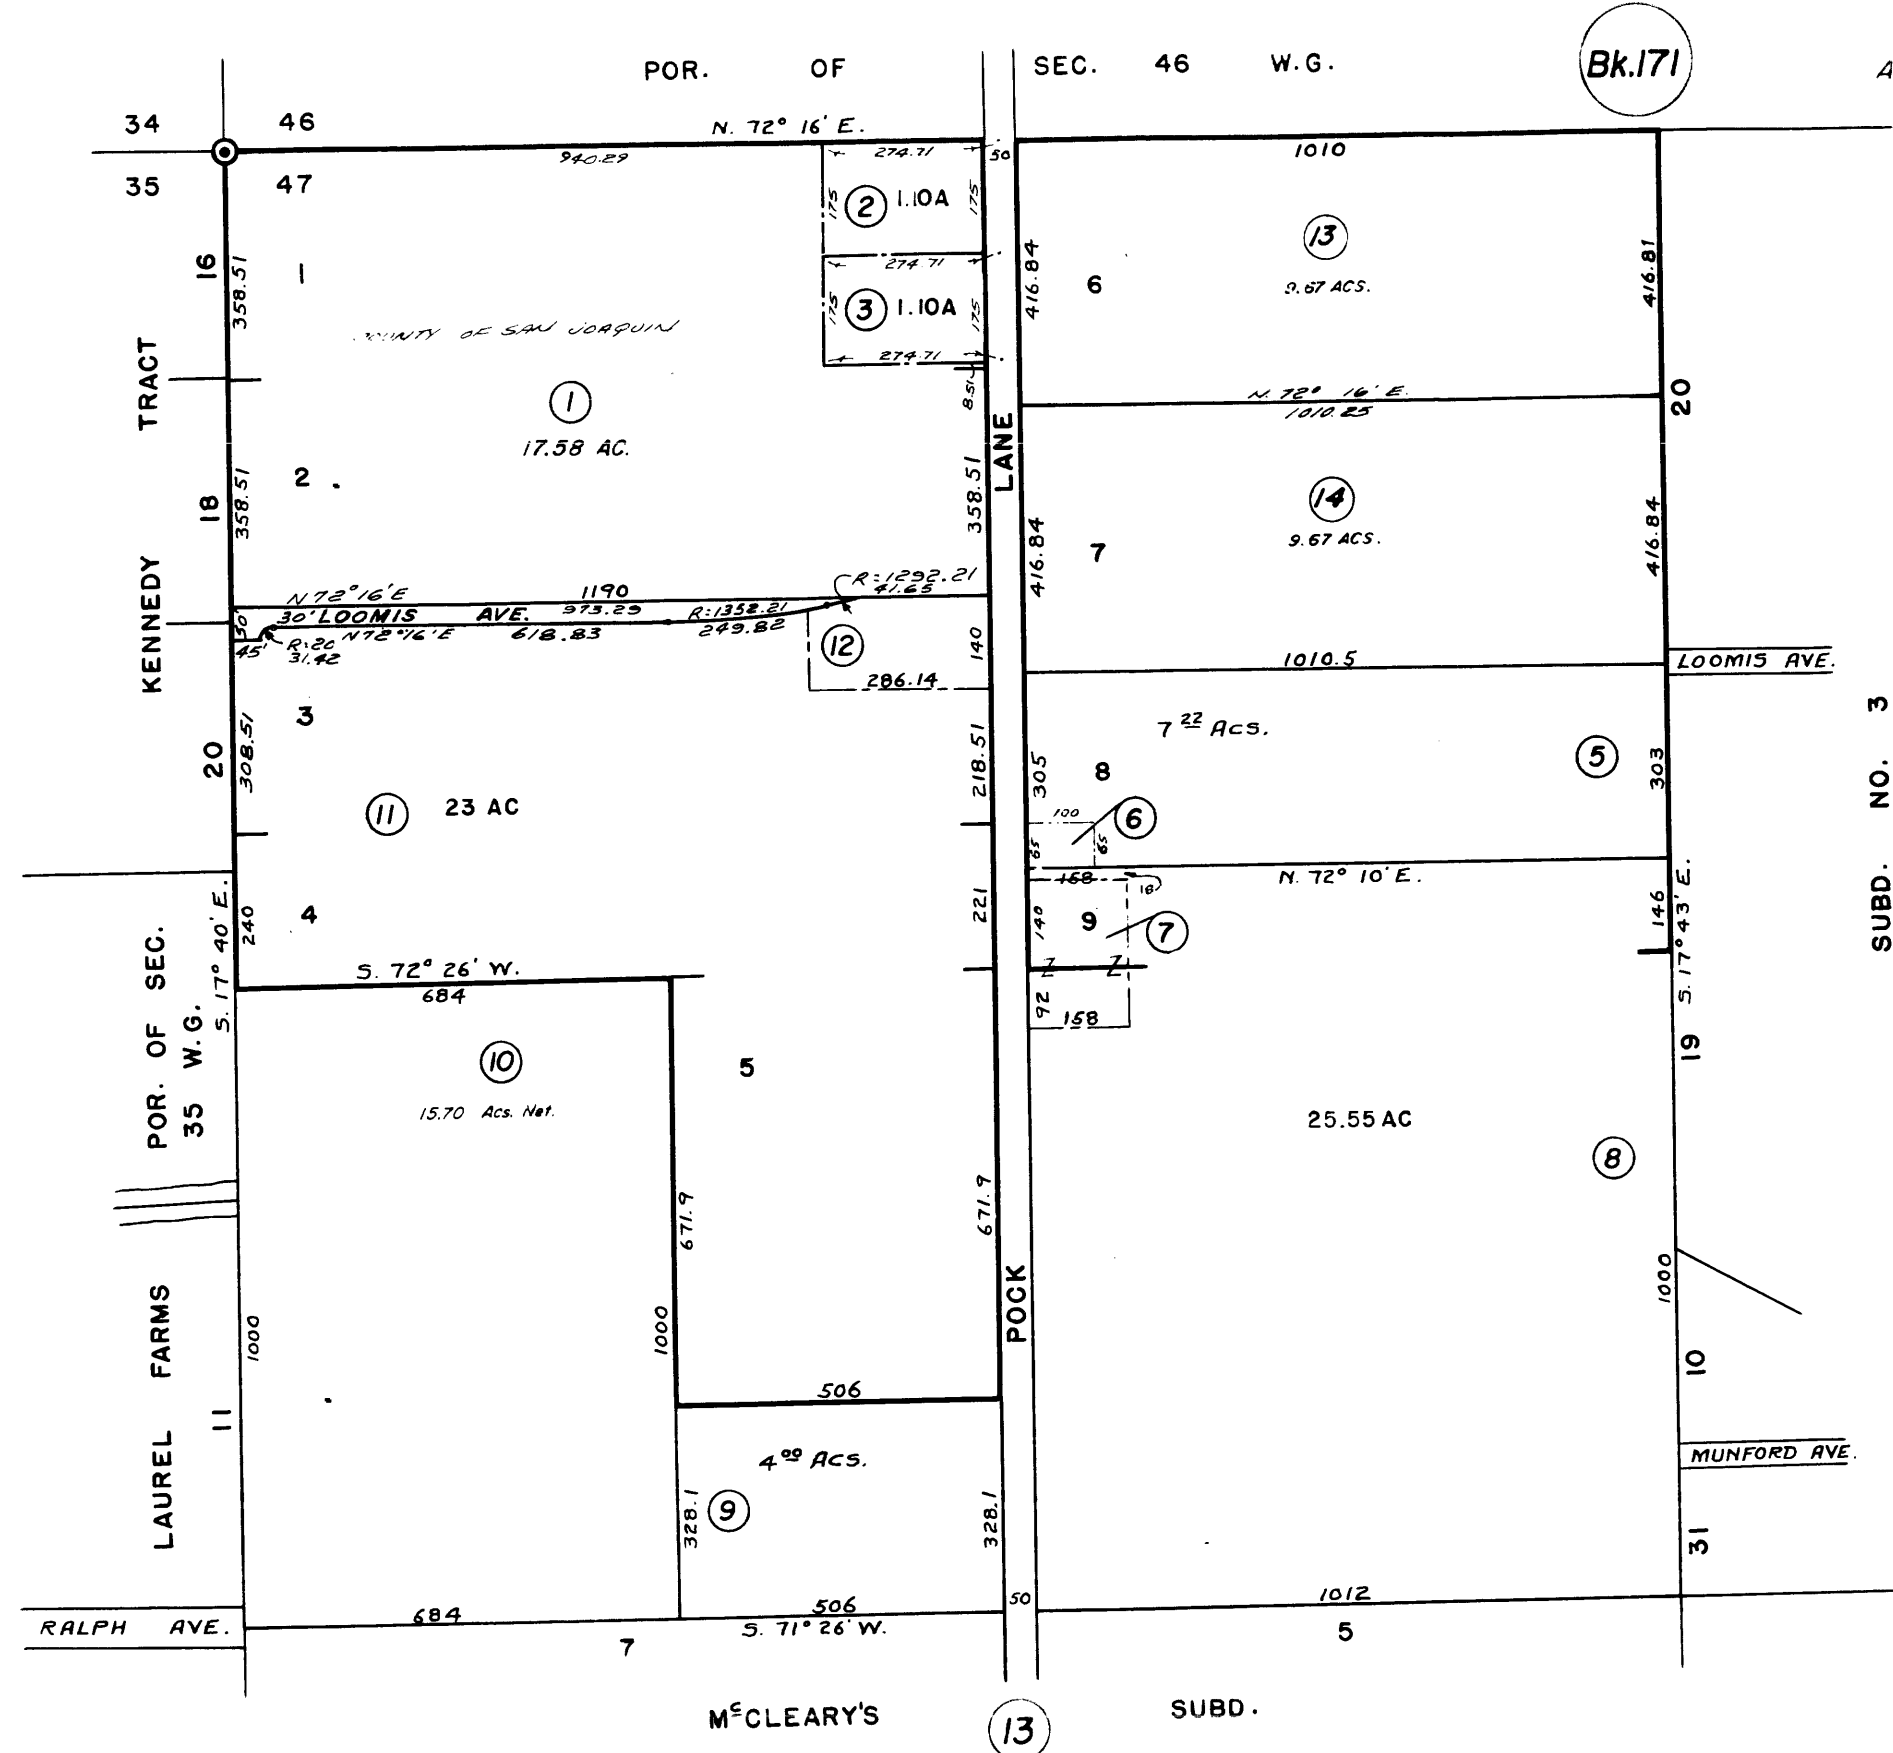 POR. OF SEC. 46 W.G.
Bk.171
A
34 46
35 47
N. 72° 16' E.
940.29
274.71
50
1010
175
2
1.10A
175
274.71
175
3
1.10A
175
274.71
8.51
16
358.51
1
OF SAN JOAQUIN
1
17.58 AC.
KENNEDY TRACT
18
358.51
2
358.51
416.84
6
13
9.67 ACS.
416.81
N. 72° 16' E.
1010.25
20
416.84
7
14
9.67 ACS.
416.84
POCK LANE
N 72° 16' E
1190
R=1292.21
41.65
30'
30' LOOMIS AVE.
973.29
R=1352.21
N 72° 16' E
618.83
249.82
45'
R=20
31.42
12
140
286.14
1010.5
LOOMIS AVE.
3
20
308.51
11
23 AC
218.51
305
7 22 Acs.
8
5
303
100
6
65
65
158
18
N. 72° 10' E.
SUBD. NO. 3
S. 17° 40' E.
240
4
221
140
9
7
146
S. 17° 43' E.
S. 72° 26' W.
684
92
158
POR. OF SEC.
35 W.G.
10
15.70 Acs. Net.
5
671.9
671.9
25.55 AC
19
8
LAUREL FARMS
11
1000
1000
1000
10
506
4 00 Acs.
MUNFORD AVE.
9
328.1
328.1
31
RALPH AVE.
684
506
50
1012
S. 71° 26' W.
7
5
McCLEARY'S SUBD.
13